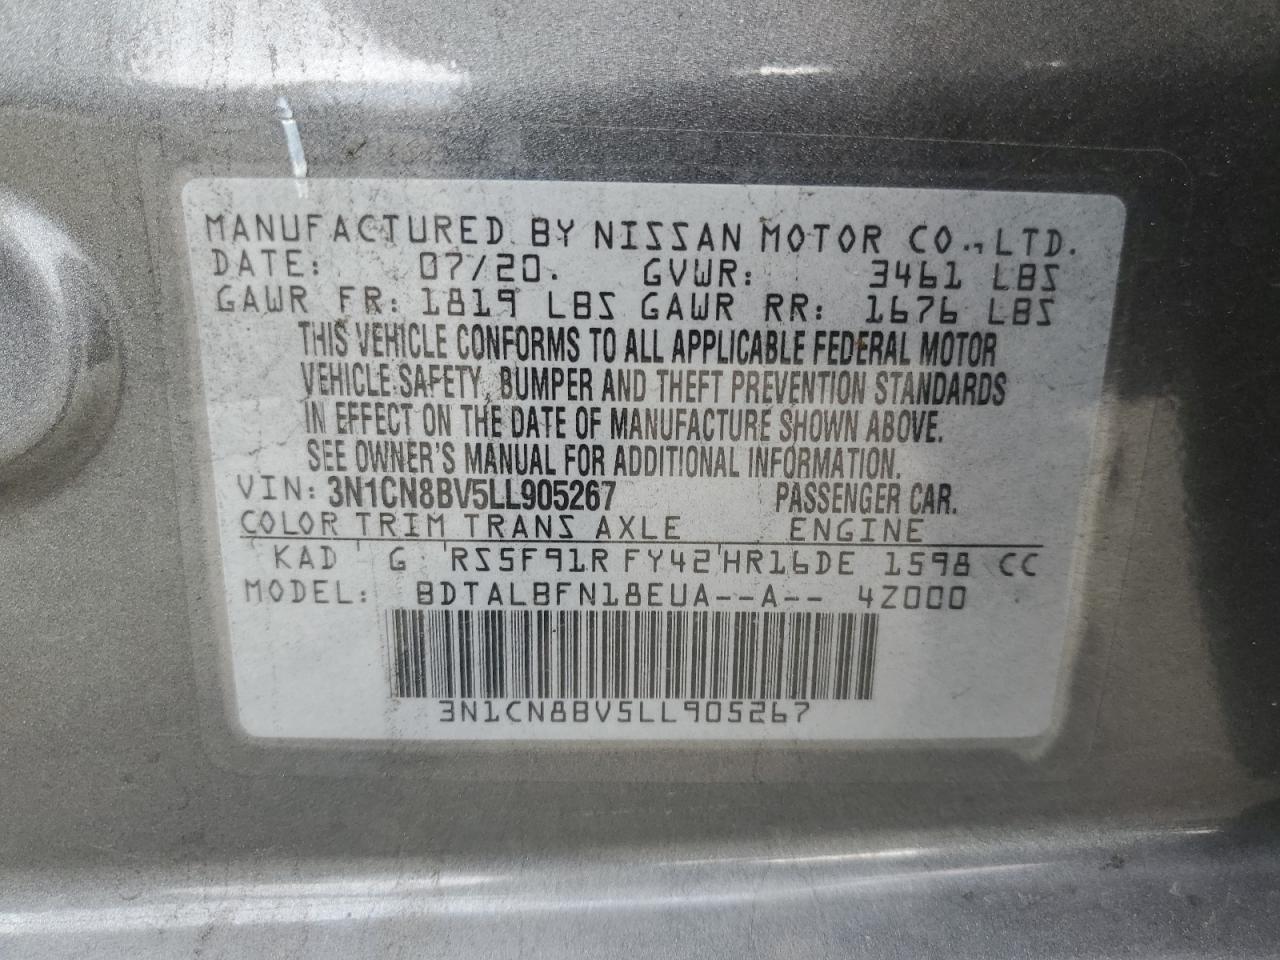 MANUFACTURED BY NISSAN MOTOR CO., LTD.
DATE: 07/20. GVWR: 3461 LBS
GAWR FR: 1819 LBS GAWR RR: 1676 LBS
THIS VEHICLE CONFORMS TO ALL APPLICABLE FEDERAL MOTOR
VEHICLE SAFETY, BUMPER AND THEFT PREVENTION STANDARDS
IN EFFECT ON THE DATE OF MANUFACTURE SHOWN ABOVE.
SEE OWNER'S MANUAL FOR ADDITIONAL INFORMATION.
VIN: 3N1CN8BV5LL905267 PASSENGER CAR.
COLOR TRIM TRANS AXLE ENGINE
KAD G RS5F91R FY42 HR16DE 1598 CC
MODEL: BDTALBFN18EUA--A-- 4Z000
3N1CN8BV5LL905267